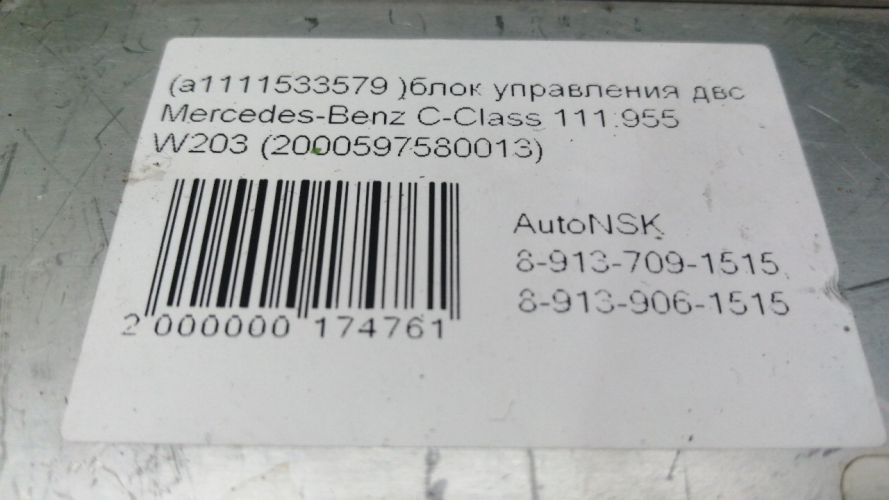 (a1111533579 )блок управления двс
Mercedes-Benz C-Class 111.955
W203 (2000597580013)
AutoNSK
8-913-709-1515,
8-913-906-1515
2 000000 174761